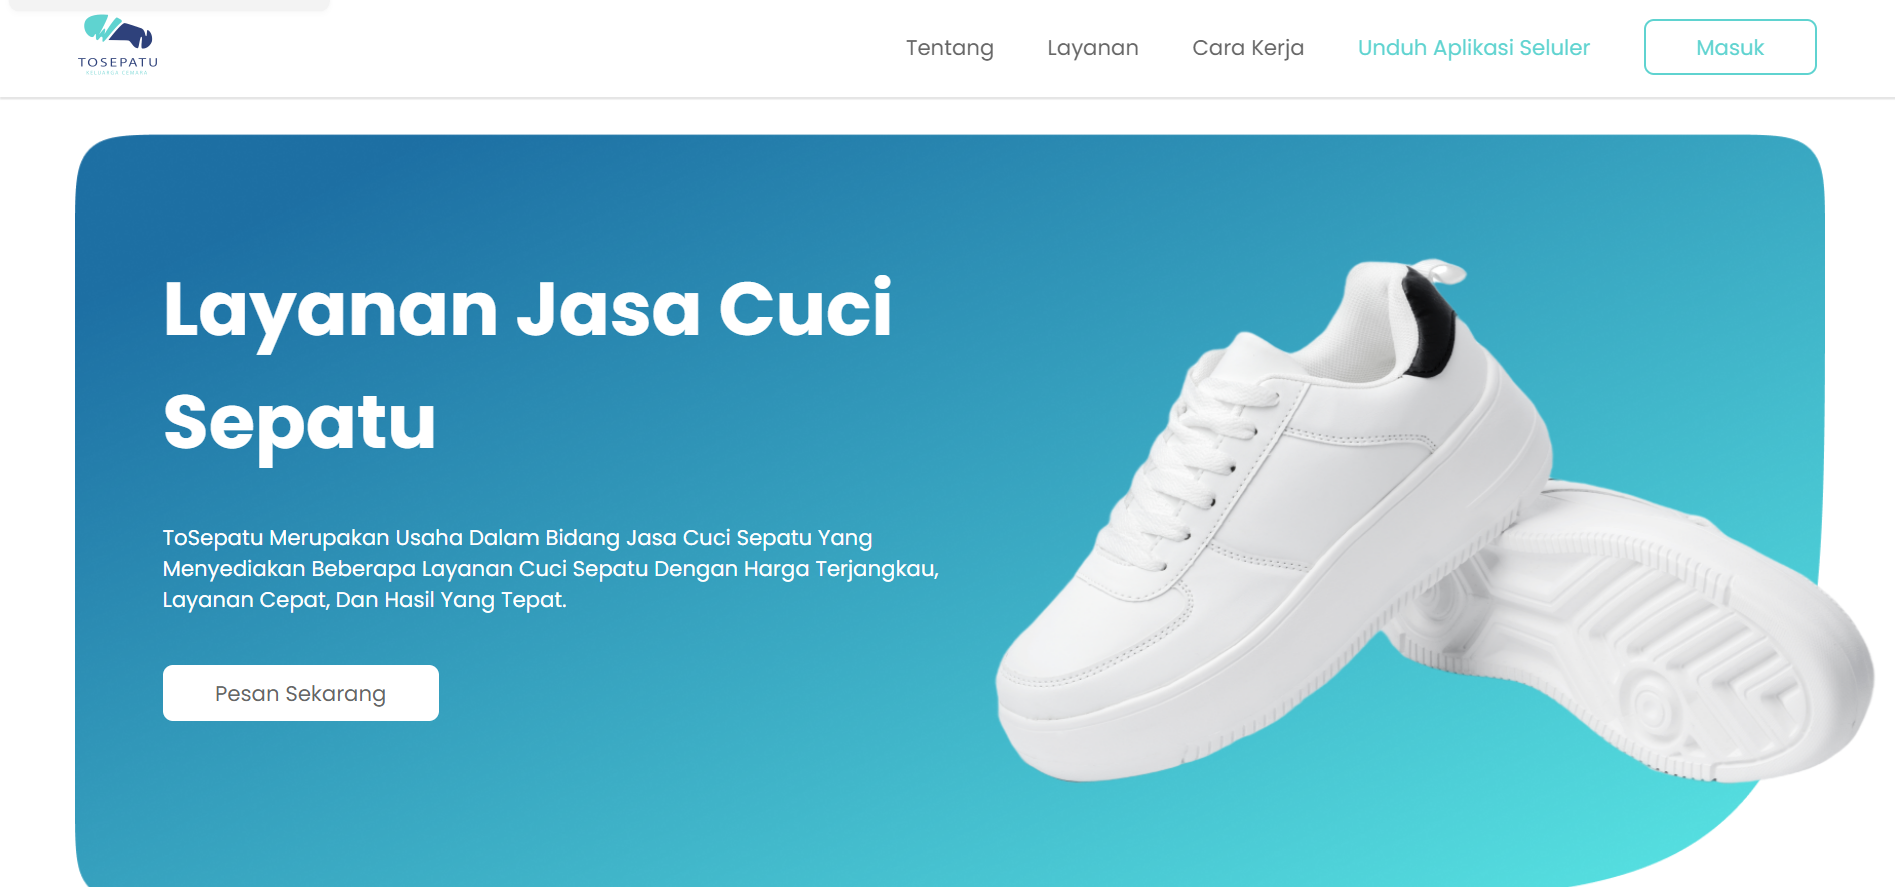 TOSEPATU
KELUARGA CEMARA
Tentang
Layanan
Cara Kerja
Unduh Aplikasi Seluler
Masuk
Layanan Jasa Cuci
Sepatu
ToSepatu Merupakan Usaha Dalam Bidang Jasa Cuci Sepatu Yang
Menyediakan Beberapa Layanan Cuci Sepatu Dengan Harga Terjangkau,
Layanan Cepat, Dan Hasil Yang Tepat.
Pesan Sekarang